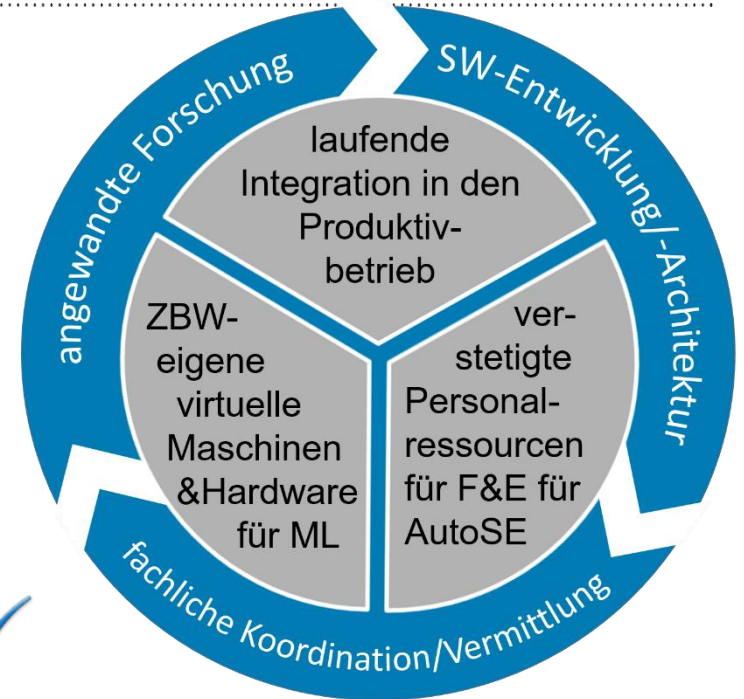 angewandte Forschung
SW-Entwicklung/-Architektur
laufende
Integration in den
Produktiv-
betrieb
ZBW-
eigene
virtuelle
Maschinen
&Hardware
für ML
ver-
stetigte
Personal-
ressourcen
für F&E für
AutoSE
fachliche Koordination/Vermittlung